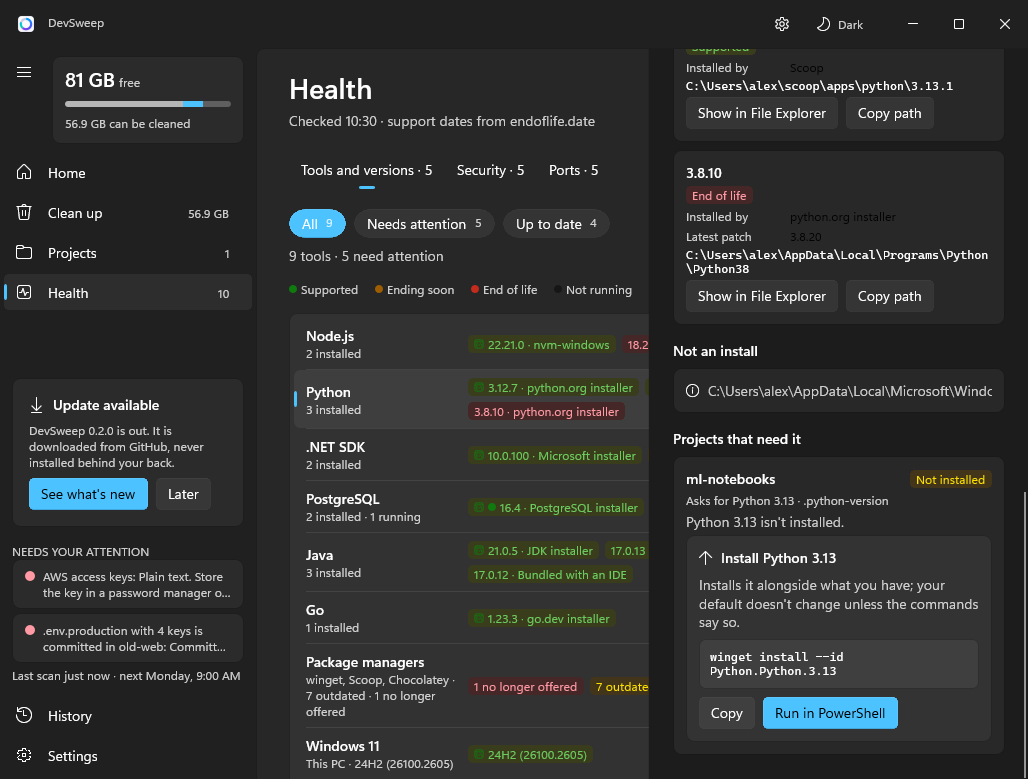 DevSweep
Dark
81 GB free
56.9 GB can be cleaned
Home
Clean up 56.9 GB
Projects 1
Health 10
Update available
DevSweep 0.2.0 is out. It is
downloaded from GitHub, never
installed behind your back.
See what's new Later
NEEDS YOUR ATTENTION
AWS access keys: Plain text. Store
the key in a password manager o...
.env.production with 4 keys is
committed in old-web: Committ...
Last scan just now · next Monday, 9:00 AM
History
Settings
Health
Checked 10:30 · support dates from endoflife.date
Tools and versions · 5 Security · 5 Ports · 5
All 9 Needs attention 5 Up to date 4
9 tools · 5 need attention
Supported Ending soon End of life Not running
Node.js
2 installed
22.21.0 · nvm-windows 18.2
Python
3 installed
3.12.7 · python.org installer
3.8.10 · python.org installer
.NET SDK
2 installed
10.0.100 · Microsoft installer
PostgreSQL
2 installed · 1 running
16.4 · PostgreSQL installer
Java
3 installed
21.0.5 · JDK installer 17.0.13
17.0.12 · Bundled with an IDE
Go
1 installed
1.23.3 · go.dev installer
Package managers
winget, Scoop, Chocolatey ·
7 outdated · 1 no longer
offered
1 no longer offered 7 outdate
Windows 11
This PC · 24H2 (26100.2605)
24H2 (26100.2605)
Supported
Installed by Scoop
C:\Users\alex\scoop\apps\python\3.13.1
Show in File Explorer Copy path
3.8.10
End of life
Installed by python.org installer
Latest patch 3.8.20
C:\Users\alex\AppData\Local\Programs\Python
\Python38
Show in File Explorer Copy path
Not an install
C:\Users\alex\AppData\Local\Microsoft\Windc
Projects that need it
ml-notebooks Not installed
Asks for Python 3.13 · .python-version
Python 3.13 isn't installed.
Install Python 3.13
Installs it alongside what you have; your
default doesn't change unless the commands
say so.
winget install --id
Python.Python.3.13
Copy Run in PowerShell